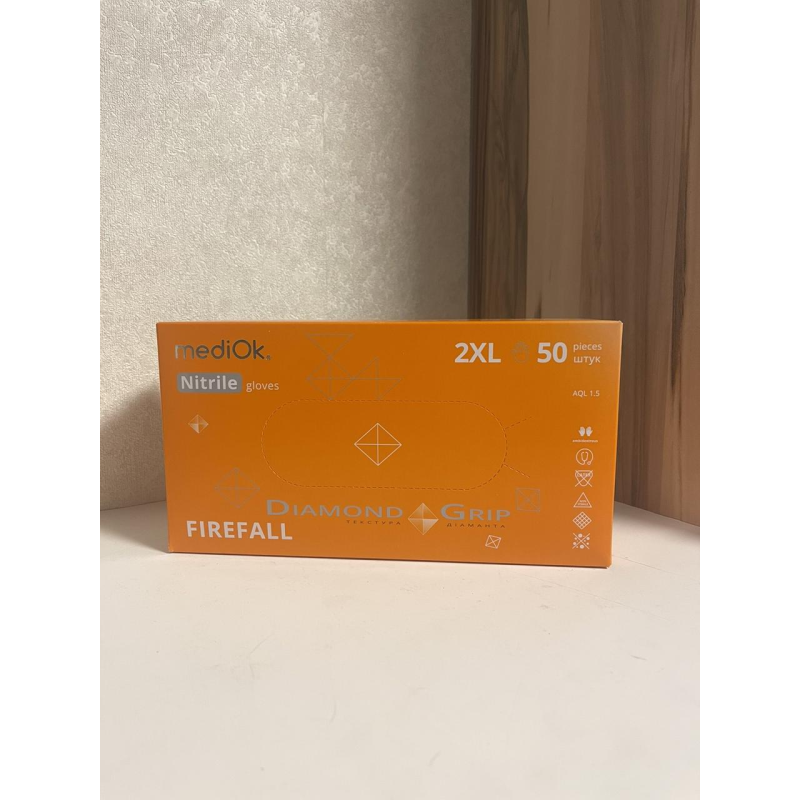 mediOk®
2XL 50 pieces
штук
Nitrile gloves
AQL 1.5
DIAMOND GRIP
ТЕКСТУРА ДІАМАНТА
FIREFALL